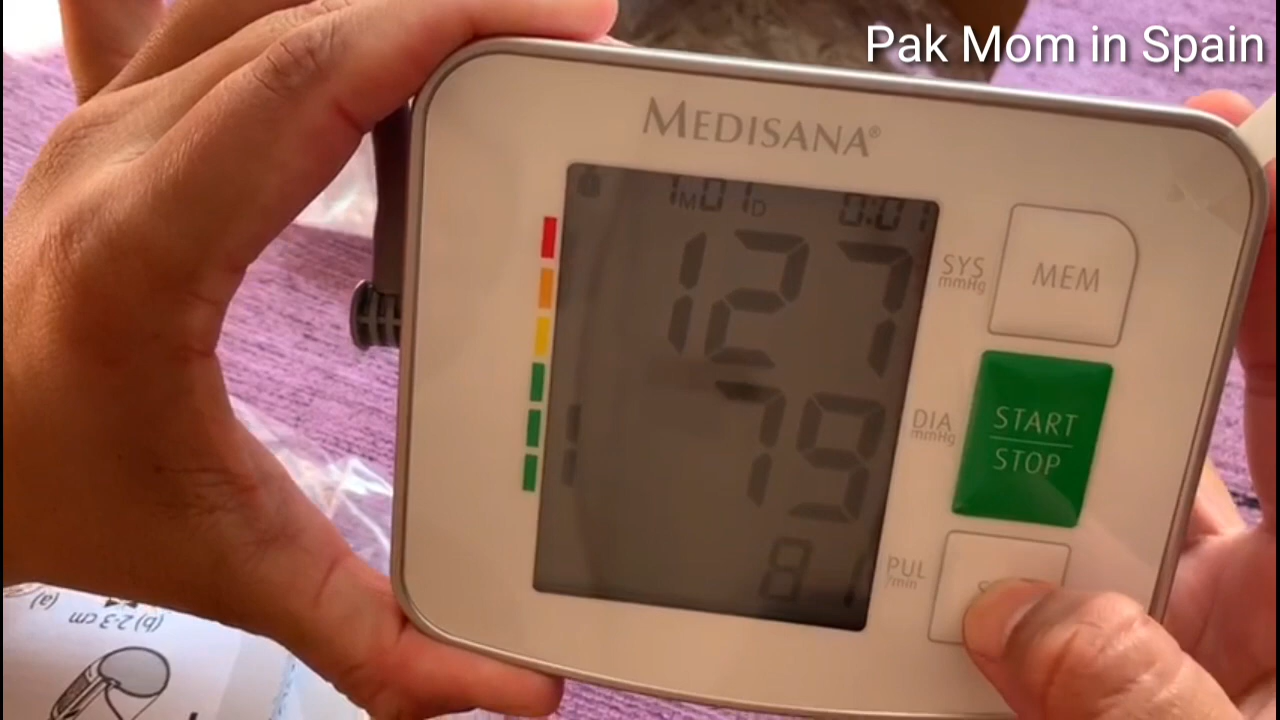 Pak Mom in Spain
MEDISANA®
1M01D 0:01
127
SYS
mmHg
MEM
79
DIA
mmHg
START
STOP
81
PUL
/min
(b) 2-3 cm
(a)